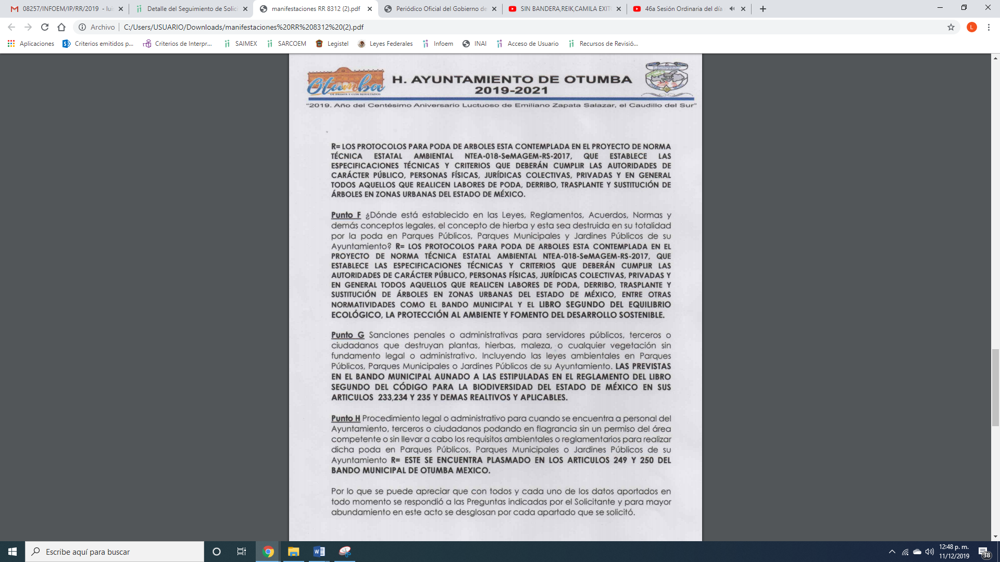 08257/INFOEM/IP/RR/2019 - lui
Detalle del Seguimiento de Solici
manifestaciones RR 8312 (2).pdf
Periódico Oficial del Gobierno de
SIN BANDERA,REIK,CAMILA EXIT
46a Sesión Ordinaria del día
Archivo
C:/Users/USUARIO/Downloads/manifestaciones%20RR%208312%20(2).pdf
L
Aplicaciones
Criterios emitidos p...
Criterios de Interpr...
SAIMEX
SARCOEM
Legistel
Leyes Federales
Infoem
INAI
Acceso de Usuario
Recursos de Revisió...
Otumba
DE FRENTE Y CON RESULTADOS
H. AYUNTAMIENTO DE OTUMBA
2019-2021
"2019. Año del Centésimo Aniversario Luctuoso de Emiliano Zapata Salazar, el Caudillo del Sur"
R= LOS PROTOCOLOS PARA PODA DE ARBOLES ESTA CONTEMPLADA EN EL PROYECTO DE NORMA
TÉCNICA ESTATAL AMBIENTAL NTEA-018-SeMAGEM-RS-2017, QUE ESTABLECE LAS
ESPECIFICACIONES TÉCNICAS Y CRITERIOS QUE DEBERÁN CUMPLIR LAS AUTORIDADES DE
CARÁCTER PÚBLICO, PERSONAS FÍSICAS, JURÍDICAS COLECTIVAS, PRIVADAS Y EN GENERAL
TODOS AQUELLOS QUE REALICEN LABORES DE PODA, DERRIBO, TRASPLANTE Y SUSTITUCIÓN DE
ÁRBOLES EN ZONAS URBANAS DEL ESTADO DE MÉXICO.
Punto F ¿Dónde está establecido en las Leyes, Reglamentos, Acuerdos, Normas y
demás conceptos legales, el concepto de hierba y esta sea destruida en su totalidad
por la poda en Parques Públicos, Parques Municipales y Jardines Públicos de su
Ayuntamiento? R= LOS PROTOCOLOS PARA PODA DE ARBOLES ESTA CONTEMPLADA EN EL
PROYECTO DE NORMA TÉCNICA ESTATAL AMBIENTAL NTEA-018-SeMAGEM-RS-2017, QUE
ESTABLECE LAS ESPECIFICACIONES TÉCNICAS Y CRITERIOS QUE DEBERÁN CUMPLIR LAS
AUTORIDADES DE CARÁCTER PÚBLICO, PERSONAS FÍSICAS, JURÍDICAS COLECTIVAS, PRIVADAS Y
EN GENERAL TODOS AQUELLOS QUE REALICEN LABORES DE PODA, DERRIBO, TRASPLANTE Y
SUSTITUCIÓN DE ÁRBOLES EN ZONAS URBANAS DEL ESTADO DE MÉXICO, ENTRE OTRAS
NORMATIVIDADES COMO EL BANDO MUNICIPAL Y EL LIBRO SEGUNDO DEL EQUILIBRIO
ECOLÓGICO, LA PROTECCIÓN AL AMBIENTE Y FOMENTO DEL DESARROLLO SOSTENIBLE.
Punto G Sanciones penales o administrativas para servidores públicos, terceros o
ciudadanos que destruyan plantas, hierbas, maleza, o cualquier vegetación sin
fundamento legal o administrativo. Incluyendo las leyes ambientales en Parques
Públicos, Parques Municipales o Jardines Públicos de su Ayuntamiento. LAS PREVISTAS
EN EL BANDO MUNICIPAL AUNADO A LAS ESTIPULADAS EN EL REGLAMENTO DEL LIBRO
SEGUNDO DEL CÓDIGO PARA LA BIODIVERSIDAD DEL ESTADO DE MÉXICO EN SUS
ARTICULOS 233,234 Y 235 Y DEMAS REALTIVOS Y APLICABLES.
Punto H Procedimiento legal o administrativo para cuando se encuentra a personal del
Ayuntamiento, terceros o ciudadanos podando en flagrancia sin un permiso del área
competente o sin llevar a cabo los requisitos ambientales o reglamentarios para realizar
dicha poda en Parques Públicos, Parques Municipales o Jardines Públicos de su
Ayuntamiento R= ESTE SE ENCUENTRA PLASMADO EN LOS ARTICULOS 249 Y 250 DEL
BANDO MUNICIPAL DE OTUMBA MEXICO.
Por lo que se puede apreciar que con todos y cada uno de los datos aportados en
todo momento se respondió a las Preguntas indicadas por el Solicitante y para mayor
abundamiento en este acto se desglosan por cada apartado que se solicitó.
Escribe aquí para buscar
12:48 p. m.
11/12/2019
38